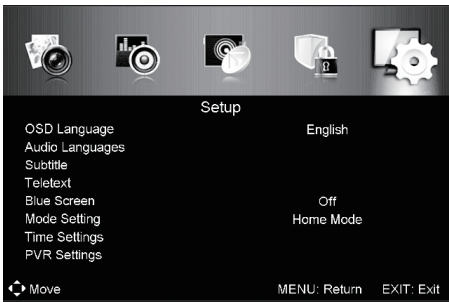 Setup
OSD Language English
Audio Languages
Subtitle
Teletext
Blue Screen Off
Mode Setting Home Mode
Time Settings
PVR Settings
Move MENU: Return EXIT: Exit